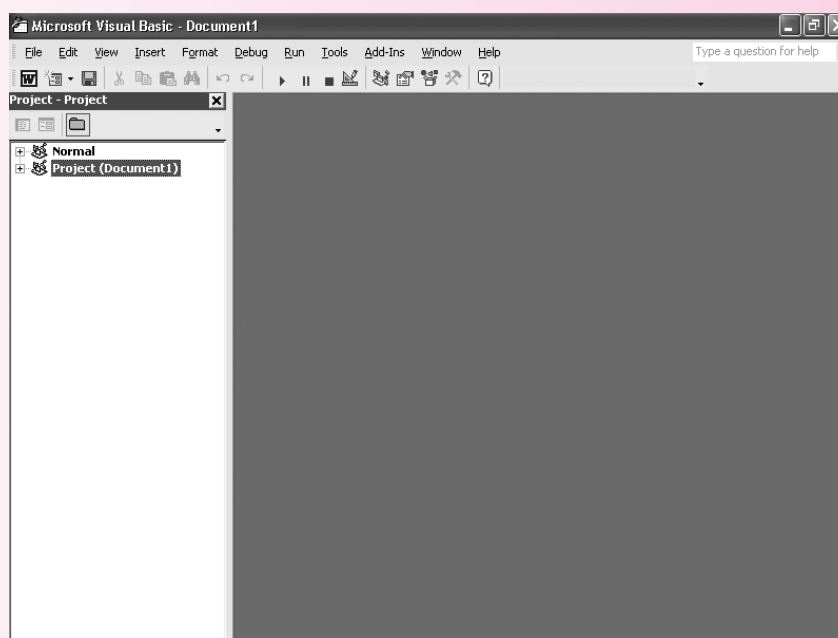 Microsoft Visual Basic - Document1
File Edit View Insert Format Debug Run Tools Add-Ins Window Help Type a question for help
W
Project - Project
Normal
Project (Document1)